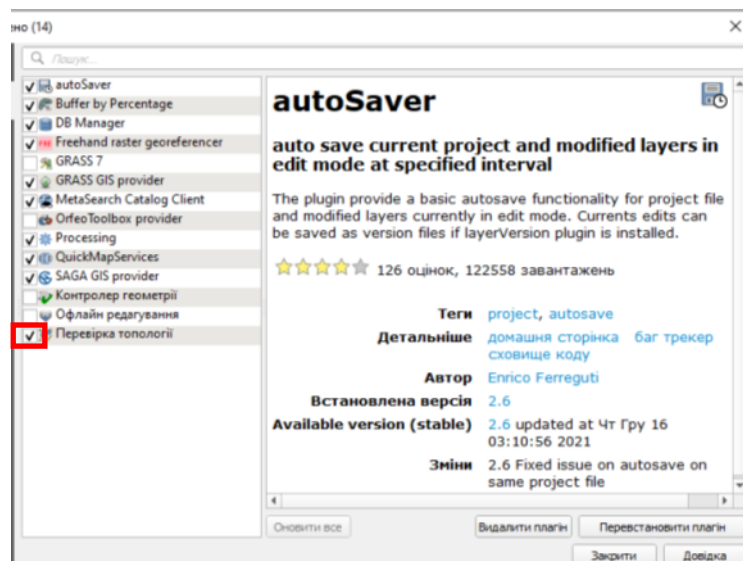 ено (14)
Пошук...
autoSaver
Buffer by Percentage
DB Manager
Freehand raster georeferencer
GRASS 7
GRASS GIS provider
MetaSearch Catalog Client
OrfeoToolbox provider
Processing
QuickMapServices
SAGA GIS provider
Контролер геометрії
Офлайн редагування
Перевірка топології
autoSaver
auto save current project and modified layers in
edit mode at specified interval
The plugin provide a basic autosave functionality for project file
and modified layers currently in edit mode. Currents edits can
be saved as version files if layerVersion plugin is installed.
126 оцінок, 122558 завантажень
Теги project, autosave
Детальніше домашня сторінка баг трекер
сховище коду
Автор Enrico Ferreguti
Встановлена версія 2.6
Available version (stable) 2.6 updated at Чт Гру 16
03:10:56 2021
Зміни 2.6 Fixed issue on autosave on
same project file
Оновити все Видалити плагін Перевстановити плагін
Закрити Довідка